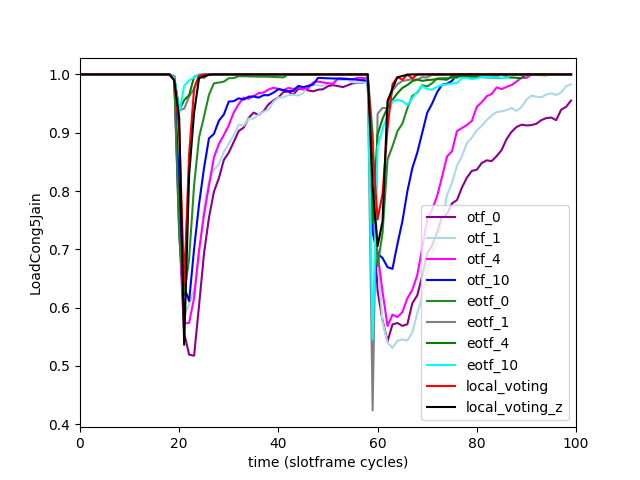 LoadCong5Jain
1.0
0.9
0.8
0.7
0.6
0.5
0.4
0
20
40
60
80
100
time (slotframe cycles)
otf_0
otf_1
otf_4
otf_10
eotf_0
eotf_1
eotf_4
eotf_10
local_voting
local_voting_z